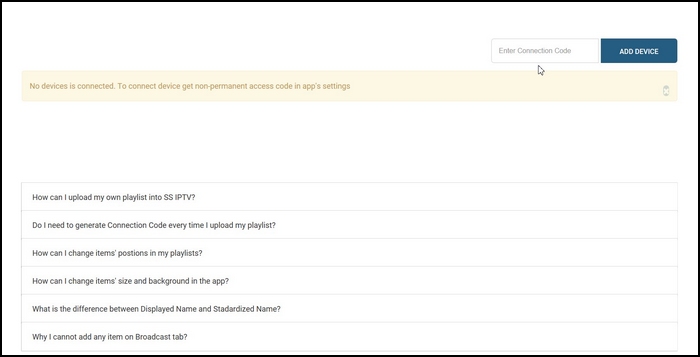 Enter Connection Code
ADD DEVICE
No devices is connected. To connect device get non-permanent access code in app's settings
How can I upload my own playlist into SS IPTV?
Do I need to generate Connection Code every time I upload my playlist?
How can I change items' postions in my playlists?
How can I change items' size and background in the app?
What is the difference between Displayed Name and Stadardized Name?
Why I cannot add any item on Broadcast tab?